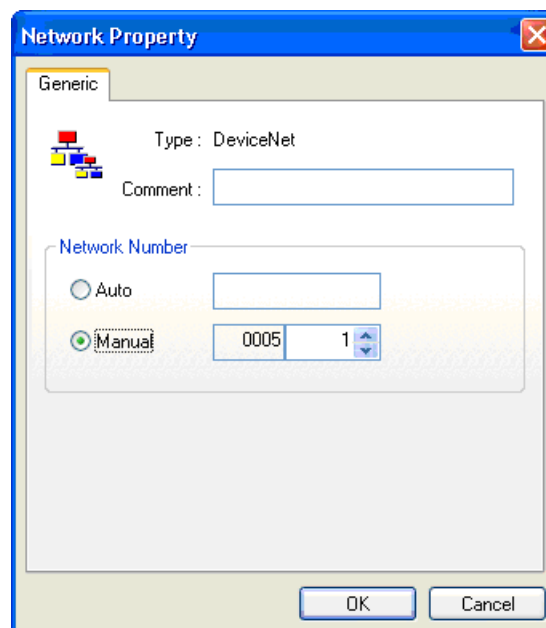 Network Property
Generic
Type : DeviceNet
Comment :
Network Number
Auto
Manual 0005 1
OK Cancel